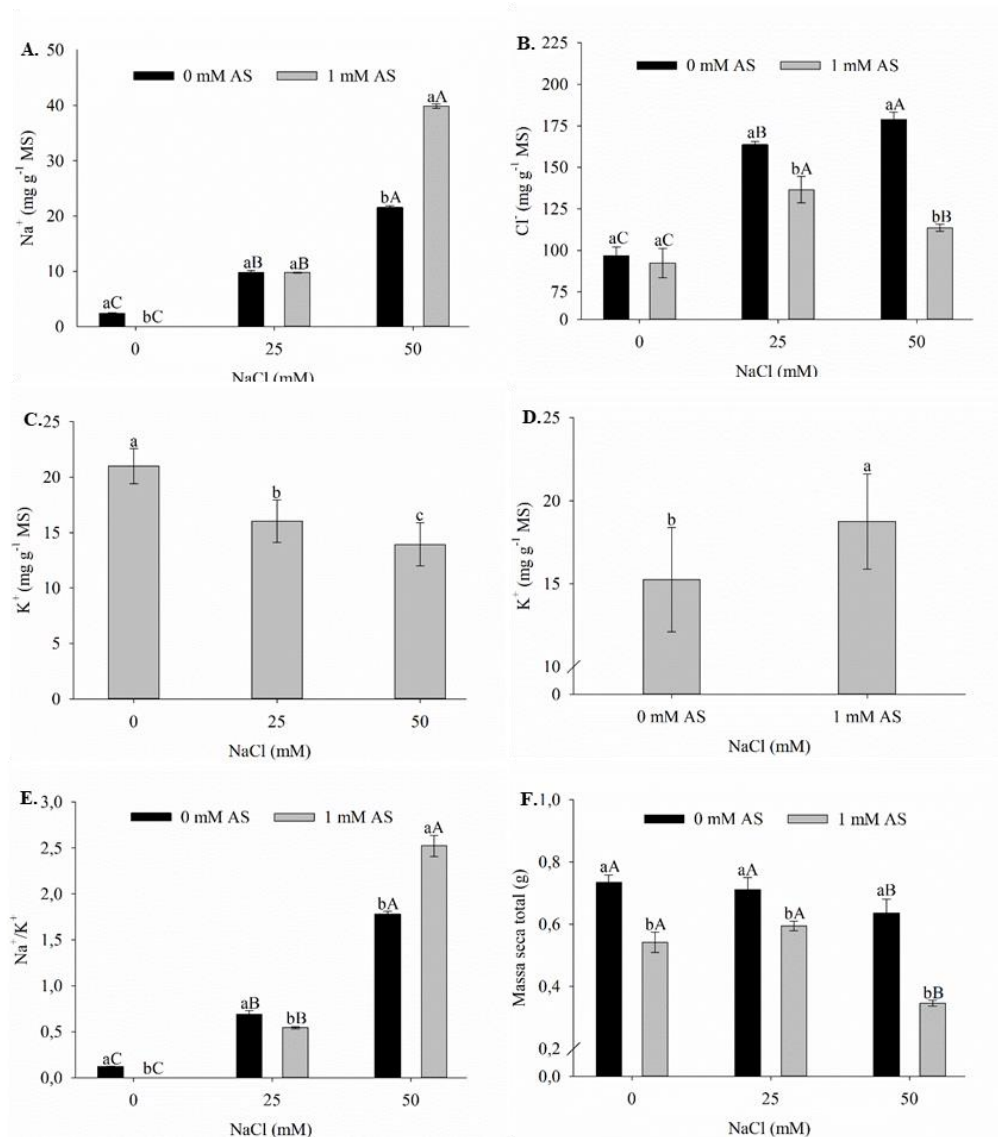 A.
50
40
30
20
10
0
0 mM AS
1 mM AS
Na⁺ (mg g⁻¹ MS)
aC
bC
aB
aB
bA
aA
0
25
50
NaCl (mM)
B.
225
200
175
150
125
100
75
0
0 mM AS
1 mM AS
Cl⁻ (mg g⁻¹ MS)
aC
aC
aB
bA
aA
bB
0
25
50
NaCl (mM)
C.
25
20
15
10
5
0
K⁺ (mg g⁻¹ MS)
a
b
c
0
25
50
NaCl (mM)
D.
25
20
15
10
0
K⁺ (mg g⁻¹ MS)
b
a
0 mM AS
1 mM AS
NaCl (mM)
E.
3,0
2,5
2,0
1,5
1,0
0,5
0,0
0 mM AS
1 mM AS
Na⁺/K⁺
aC
bC
aB
bB
bA
aA
0
25
50
NaCl (mM)
F.
1,0
0,8
0,6
0,4
0,2
0,0
0 mM AS
1 mM AS
Massa seca total (g)
aA
bA
aA
bA
aB
bB
0
25
50
NaCl (mM)